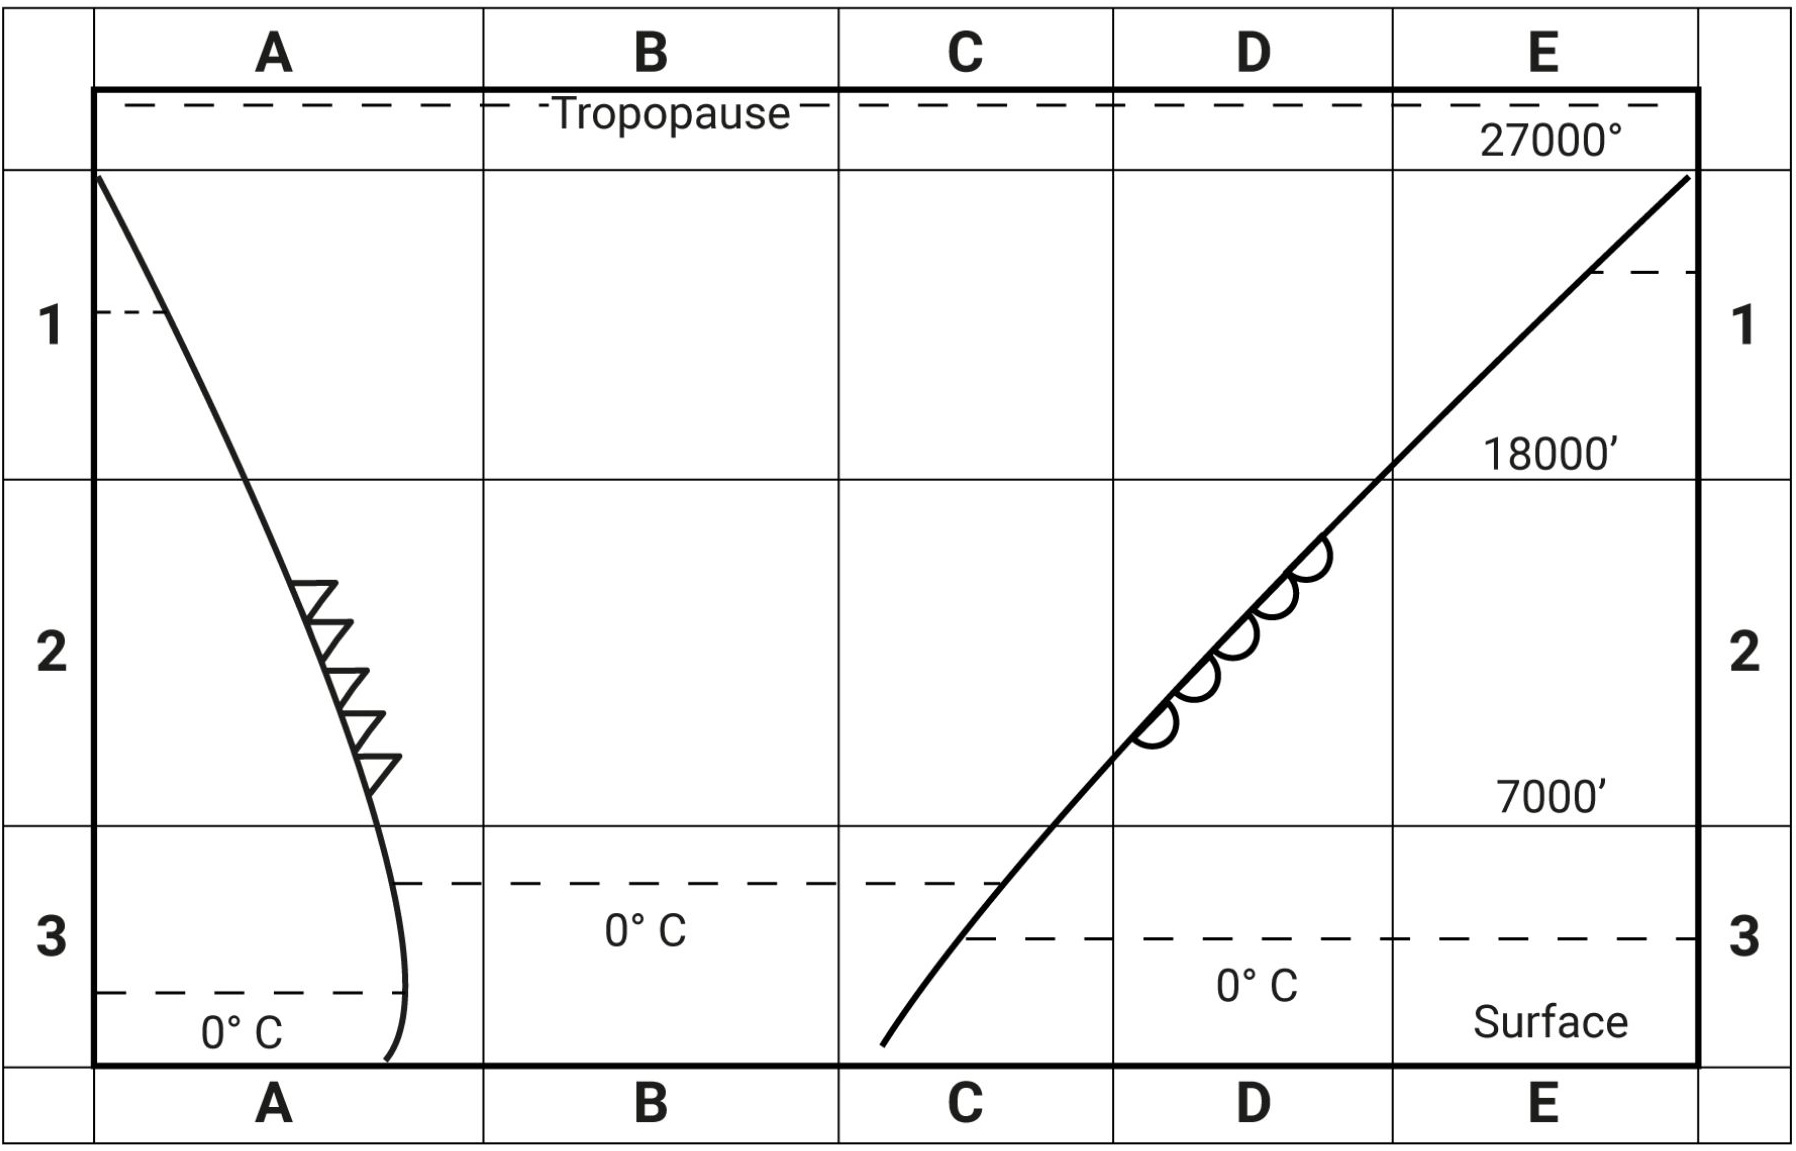 A B C D E
Tropopause
27000°
1 1
18000’
2 2
7000’
3 3
0° C
0° C
0° C
Surface
A B C D E